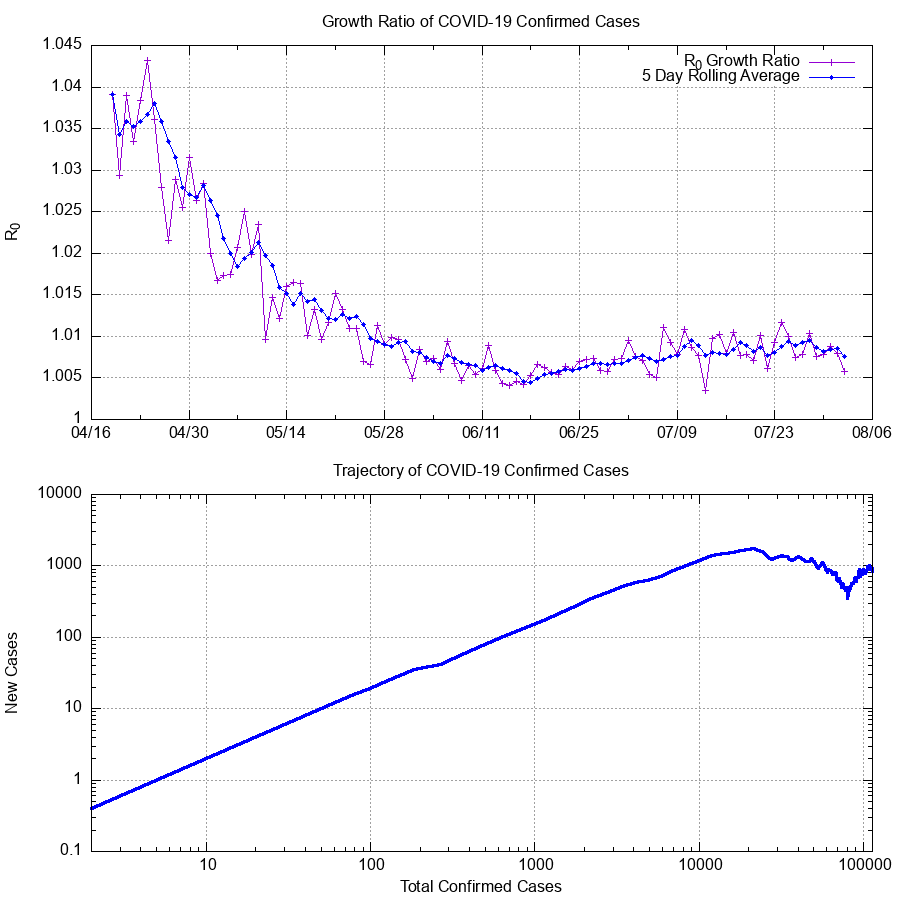 Growth Ratio of COVID-19 Confirmed Cases
1.045
1.04
1.035
1.03
1.025
1.02
1.015
1.01
1.005
1
R0
R0 Growth Ratio
5 Day Rolling Average
04/16 04/30 05/14 05/28 06/11 06/25 07/09 07/23 08/06
Trajectory of COVID-19 Confirmed Cases
10000
1000
100
10
1
0.1
New Cases
10 100 1000 10000 100000
Total Confirmed Cases